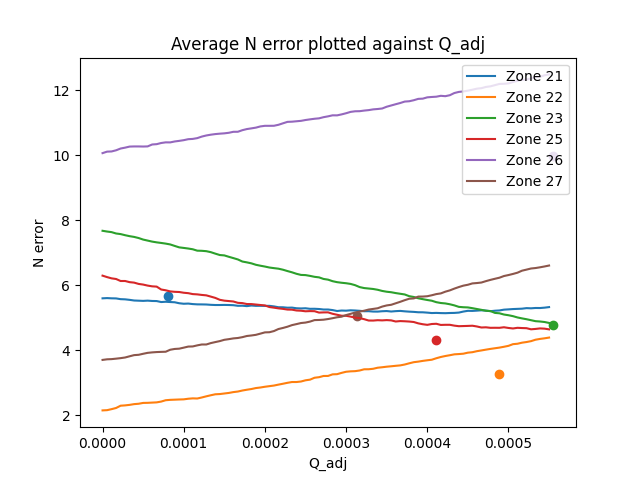 Average N error plotted against Q_adj
N error
12
10
8
6
4
2
0.0000
0.0001
0.0002
0.0003
0.0004
0.0005
Q_adj
Zone 21
Zone 22
Zone 23
Zone 25
Zone 26
Zone 27